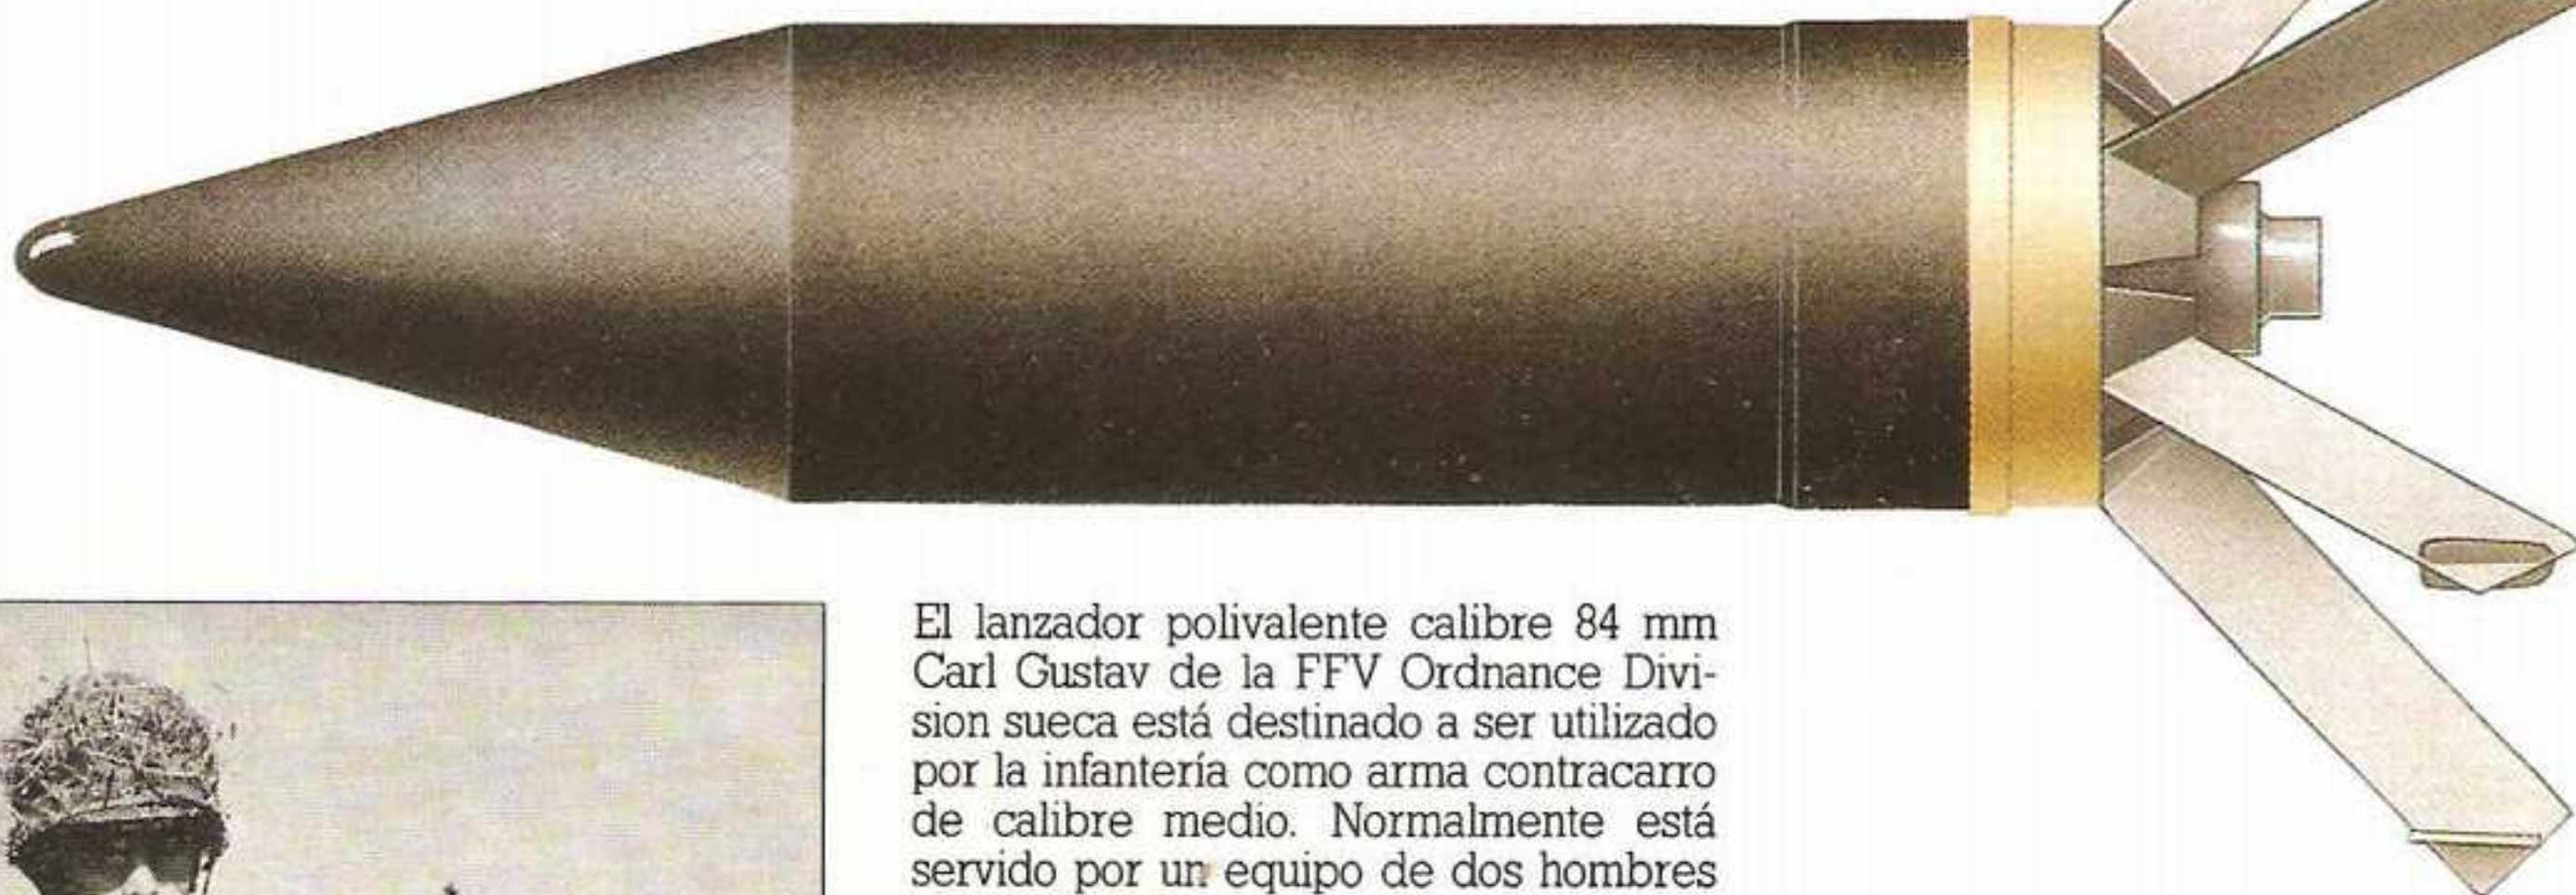 El lanzador polivalente calibre 84 mm
Carl Gustav de la FFV Ordnance Divi-
sion sueca está destinado a ser utilizado
por la infantería como arma contracarro
de calibre medio. Normalmente está
servido por un equipo de dos hombres